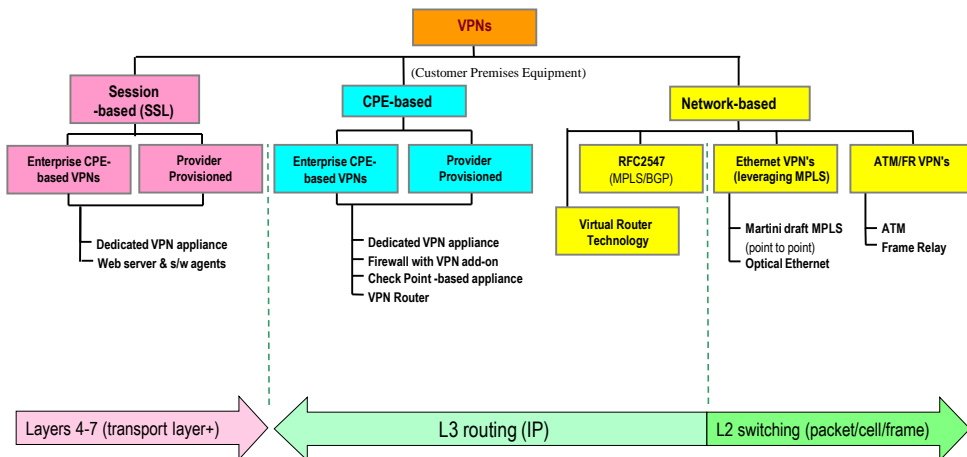 VPNs
(Customer Premises Equipment)
Session
-based (SSL)
CPE-based
Network-based
Enterprise CPE-
based VPNs
Provider
Provisioned
Enterprise CPE-
based VPNs
Provider
Provisioned
RFC2547
(MPLS/BGP)
Ethernet VPN's
(leveraging MPLS)
ATM/FR VPN's
Virtual Router
Technology
Dedicated VPN appliance
Web server & s/w agents
Dedicated VPN appliance
Firewall with VPN add-on
Check Point -based appliance
VPN Router
Martini draft MPLS
(point to point)
Optical Ethernet
ATM
Frame Relay
Layers 4-7 (transport layer+)
L3 routing (IP)
L2 switching (packet/cell/frame)